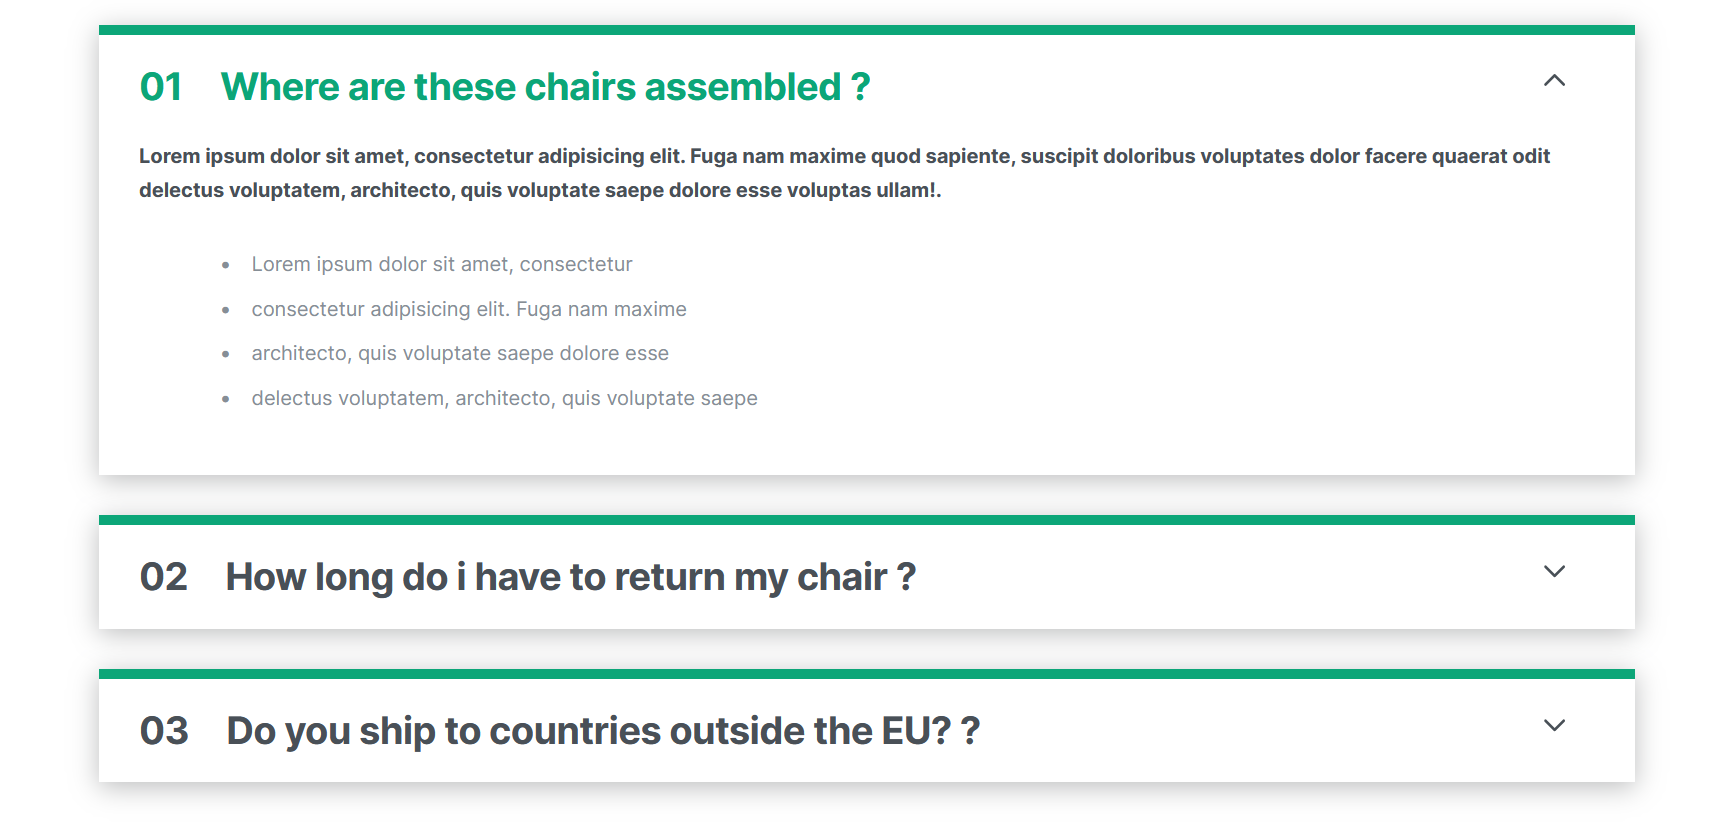 01 Where are these chairs assembled ?
Lorem ipsum dolor sit amet, consectetur adipisicing elit. Fuga nam maxime quod sapiente, suscipit doloribus voluptates dolor facere quaerat odit
delectus voluptatem, architecto, quis voluptate saepe dolore esse voluptas ullam!.
• Lorem ipsum dolor sit amet, consectetur
• consectetur adipisicing elit. Fuga nam maxime
• architecto, quis voluptate saepe dolore esse
• delectus voluptatem, architecto, quis voluptate saepe
02 How long do i have to return my chair ?
03 Do you ship to countries outside the EU? ?